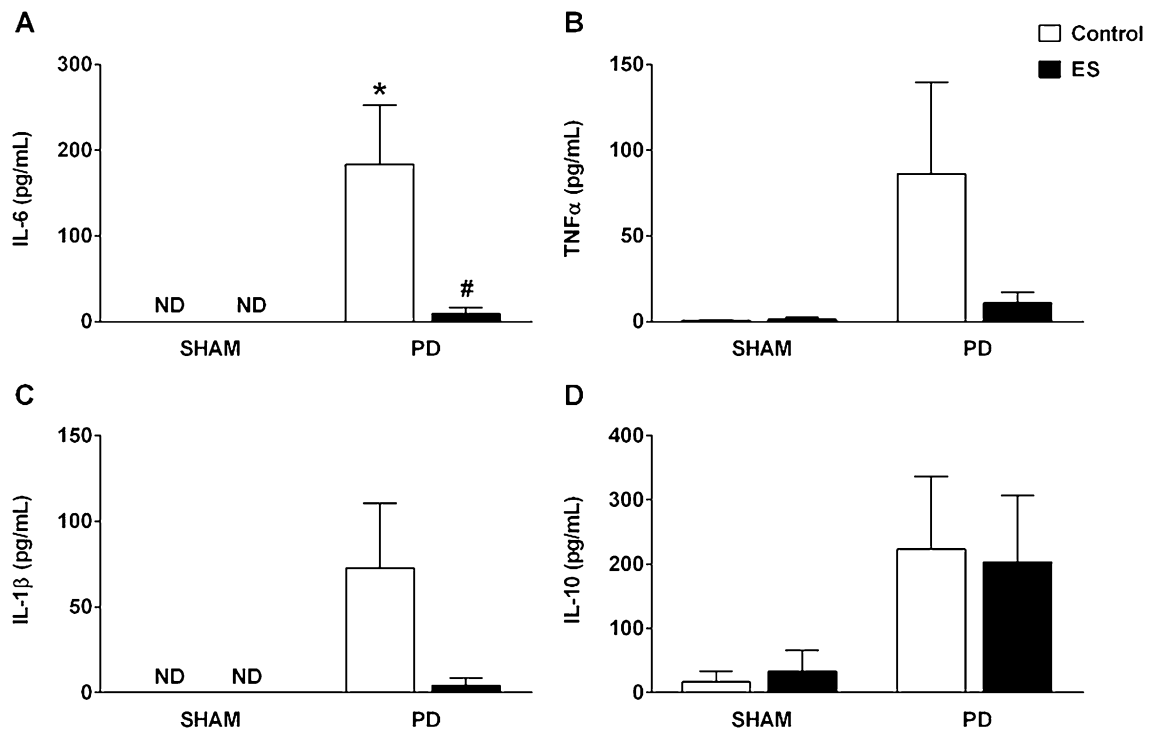 A
IL-6 (pg/mL)
300
200
100
0
*
#
ND ND
SHAM PD
B
TNFα (pg/mL)
150
100
50
0
SHAM PD
Control
ES
C
IL-1β (pg/mL)
150
100
50
0
ND ND
SHAM PD
D
IL-10 (pg/mL)
400
300
200
100
0
SHAM PD